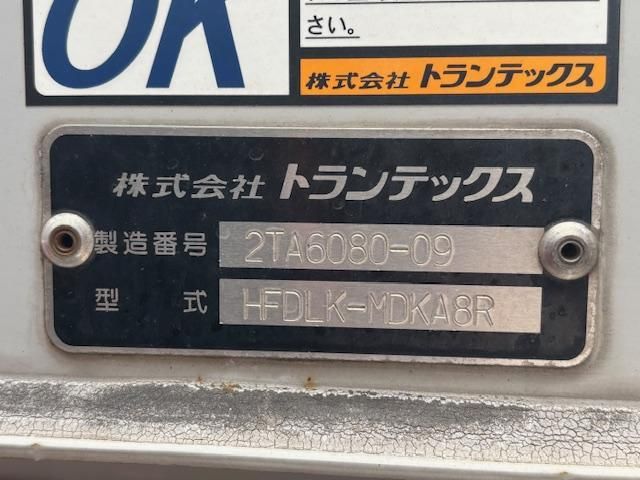 OK
さい。
株式会社 トランテックス
株式会社 トランテックス
製造番号 2TA6080-09
型 式 HFDLK-MDKA8R